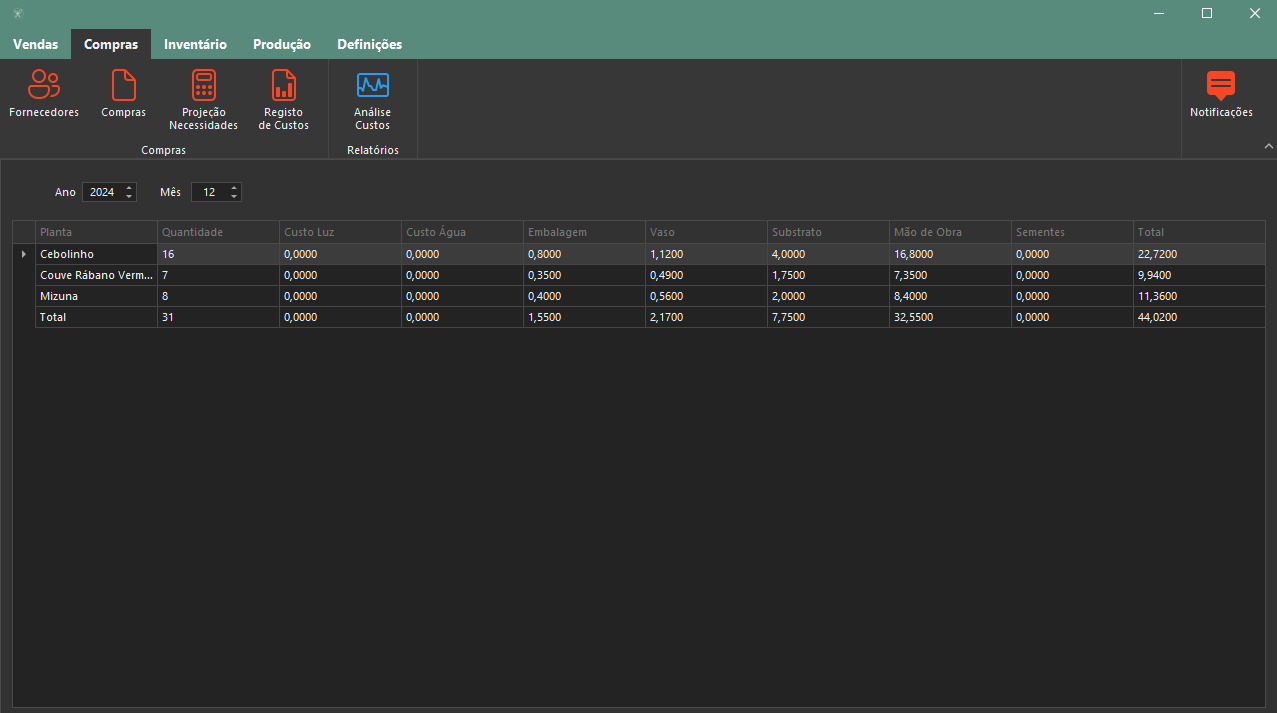 Vendas Compras Inventário Produção Definições
Fornecedores Compras Projeção Necessidades Registo de Custos Análise Custos Notificações
Compras Relatórios
Ano 2024 Mês 12
Planta Quantidade Custo Luz Custo Água Embalagem Vaso Substrato Mão de Obra Sementes Total
Cebolinho 16 0,0000 0,0000 0,8000 1,1200 4,0000 16,8000 0,0000 22,7200
Couve Rábano Verm... 7 0,0000 0,0000 0,3500 0,4900 1,7500 7,3500 0,0000 9,9400
Mizuna 8 0,0000 0,0000 0,4000 0,5600 2,0000 8,4000 0,0000 11,3600
Total 31 0,0000 0,0000 1,5500 2,1700 7,7500 32,5500 0,0000 44,0200